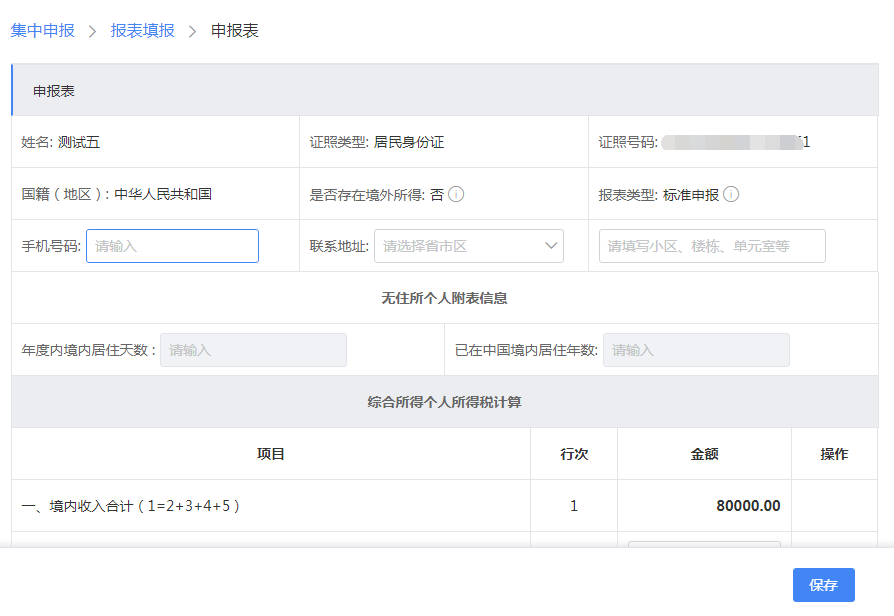 集中申报 > 报表填报 > 申报表
申报表
姓名: 测试五 证照类型: 居民身份证 证照号码: 1
国籍（地区）: 中华人民共和国 是否存在境外所得: 否 报表类型: 标准申报
手机号码: 请输入 联系地址: 请选择省市区 请填写小区、楼栋、单元室等
无住所个人附表信息
年度内境内居住天数 : 请输入 已在中国境内居住年数: 请输入
综合所得个人所得税计算
项目 行次 金额 操作
一、境内收入合计（1=2+3+4+5） 1 80000.00
保存